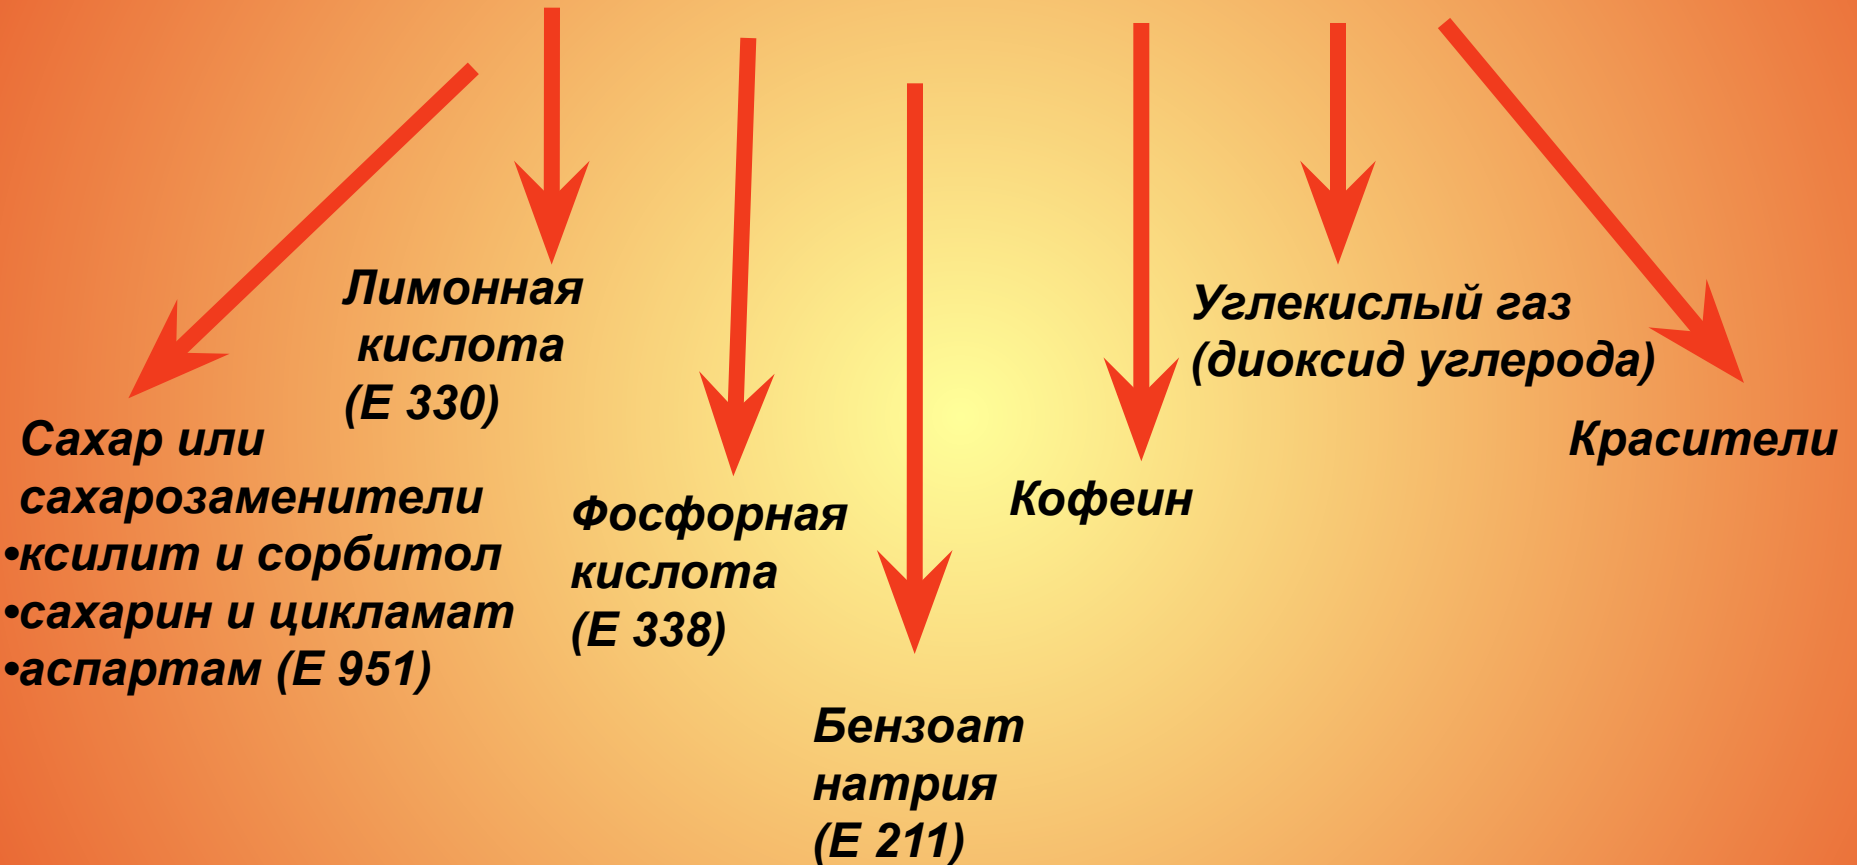 Сахар или
сахарозаменители
•ксилит и сорбитол
•сахарин и цикламат
•аспартам (Е 951)
Лимонная
кислота
(Е 330)
Фосфорная
кислота
(Е 338)
Бензоат
натрия
(Е 211)
Кофеин
Углекислый газ
(диоксид углерода)
Красители